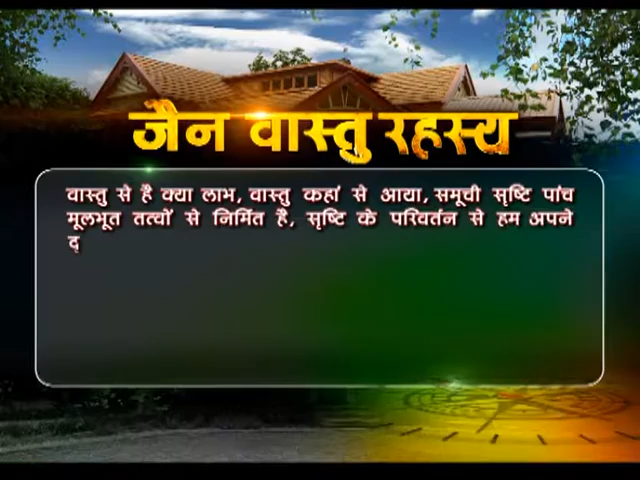 जैन वास्तु रहस्य
वास्तु से है क्या लाभ, वास्तु कहां से आया, समूची सृष्टि पांच
मूलभूत तत्वों से निर्मित है, सृष्टि के परिवर्तन से हम अपने
द्